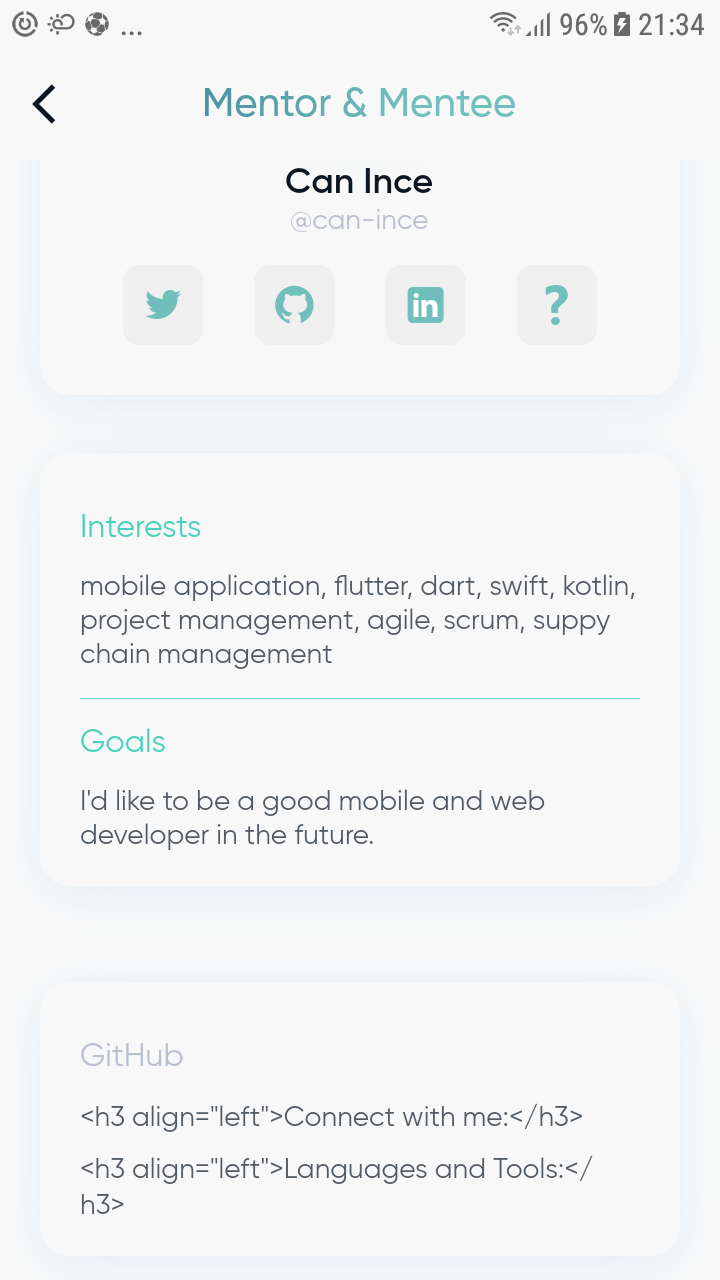 ... 96% 21:34
Mentor & Mentee
Can Ince
@can-ince
in ?
Interests
mobile application, flutter, dart, swift, kotlin,
project management, agile, scrum, suppy
chain management
Goals
I'd like to be a good mobile and web
developer in the future.
GitHub
<h3 align="left">Connect with me:</h3>
<h3 align="left">Languages and Tools:</
h3>